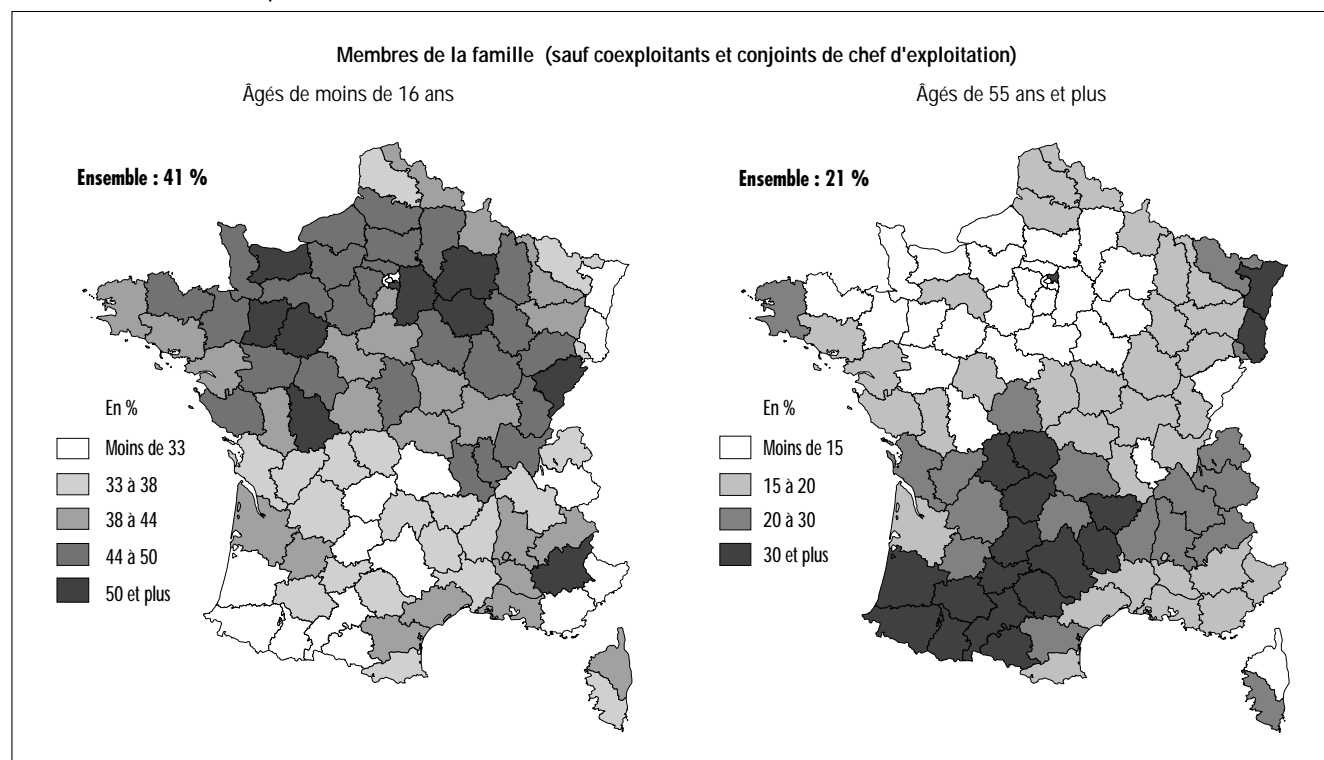 Membres de la famille (sauf coexploitants et conjoints de chef d'exploitation)
Âgés de moins de 16 ans
Ensemble : 41 %
En %
Moins de 33
33 à 38
38 à 44
44 à 50
50 et plus
Âgés de 55 ans et plus
Ensemble : 21 %
En %
Moins de 15
15 à 20
20 à 30
30 et plus